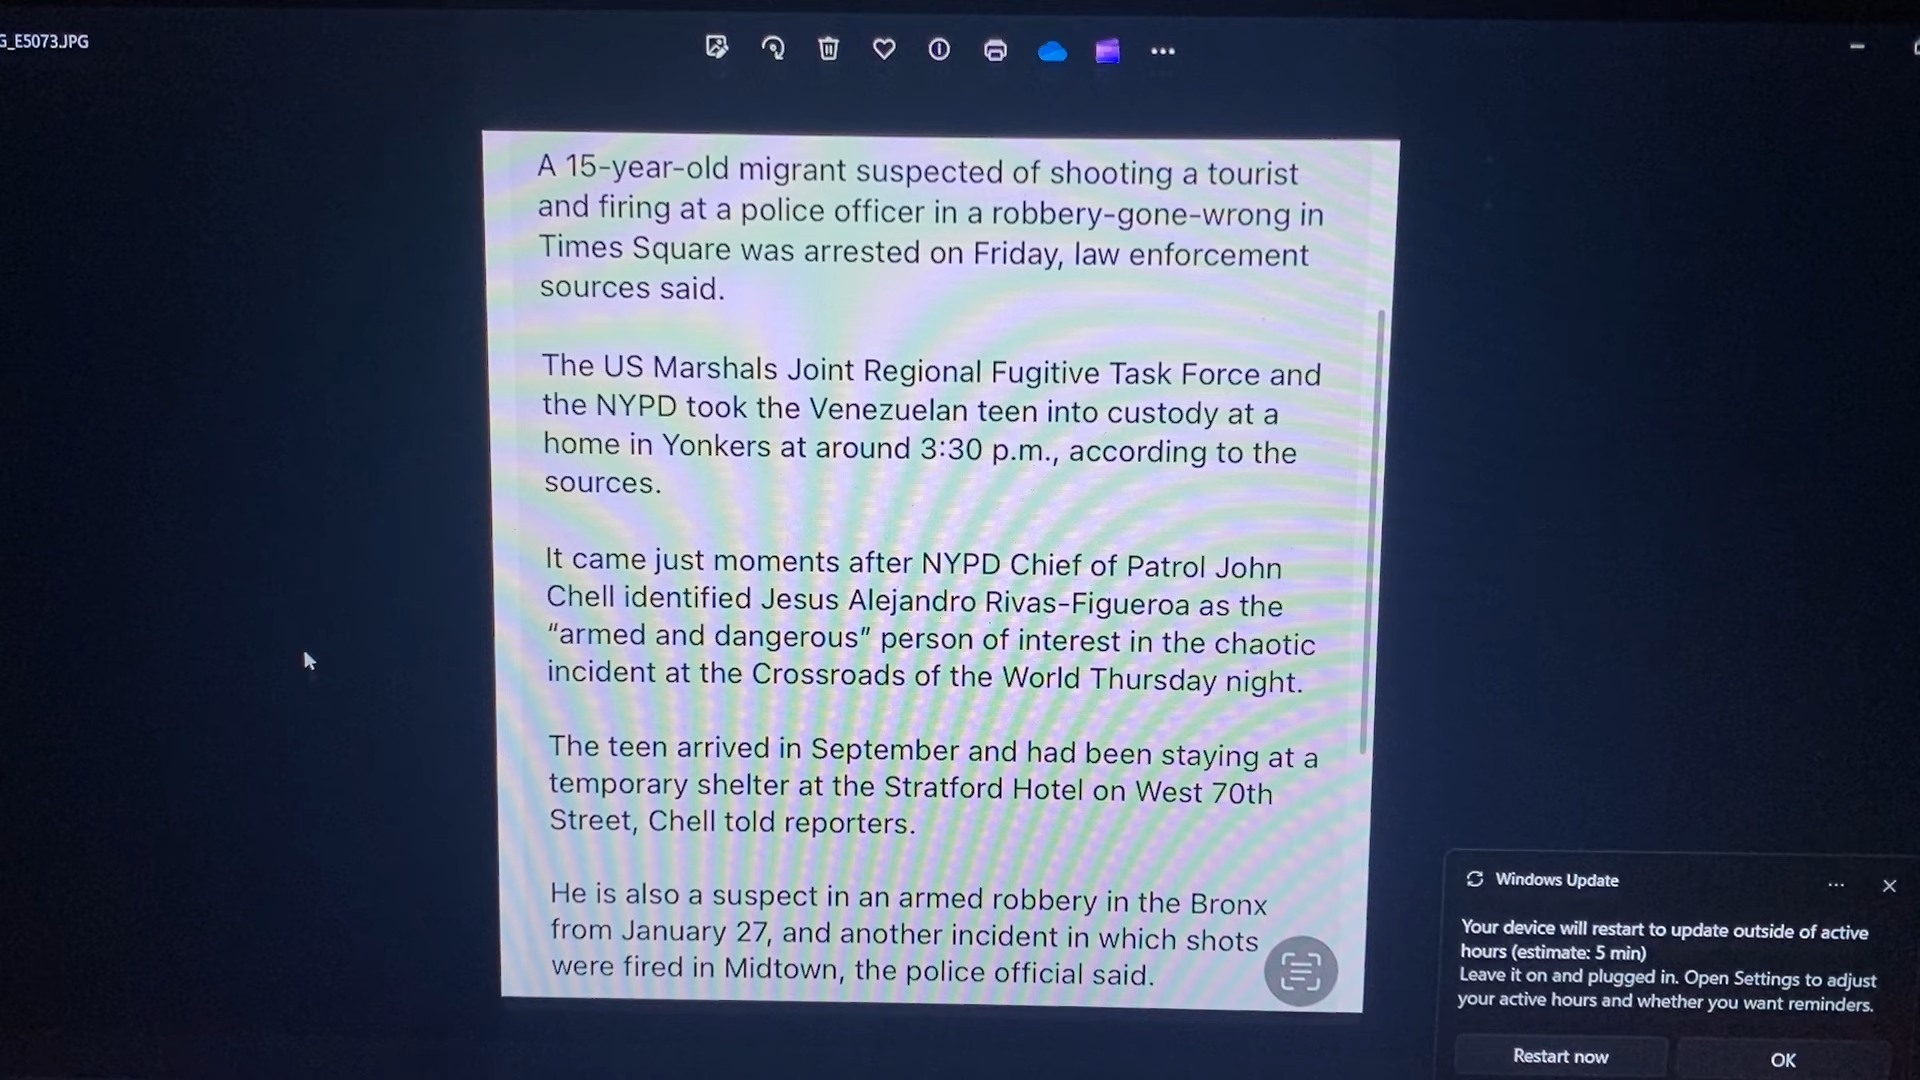 G_E5073.JPG
A 15-year-old migrant suspected of shooting a tourist
and firing at a police officer in a robbery-gone-wrong in
Times Square was arrested on Friday, law enforcement
sources said.
The US Marshals Joint Regional Fugitive Task Force and
the NYPD took the Venezuelan teen into custody at a
home in Yonkers at around 3:30 p.m., according to the
sources.
It came just moments after NYPD Chief of Patrol John
Chell identified Jesus Alejandro Rivas-Figueroa as the
“armed and dangerous” person of interest in the chaotic
incident at the Crossroads of the World Thursday night.
The teen arrived in September and had been staying at a
temporary shelter at the Stratford Hotel on West 70th
Street, Chell told reporters.
He is also a suspect in an armed robbery in the Bronx
from January 27, and another incident in which shots
were fired in Midtown, the police official said.
Windows Update
Your device will restart to update outside of active
hours (estimate: 5 min)
Leave it on and plugged in. Open Settings to adjust
your active hours and whether you want reminders.
Restart now
OK